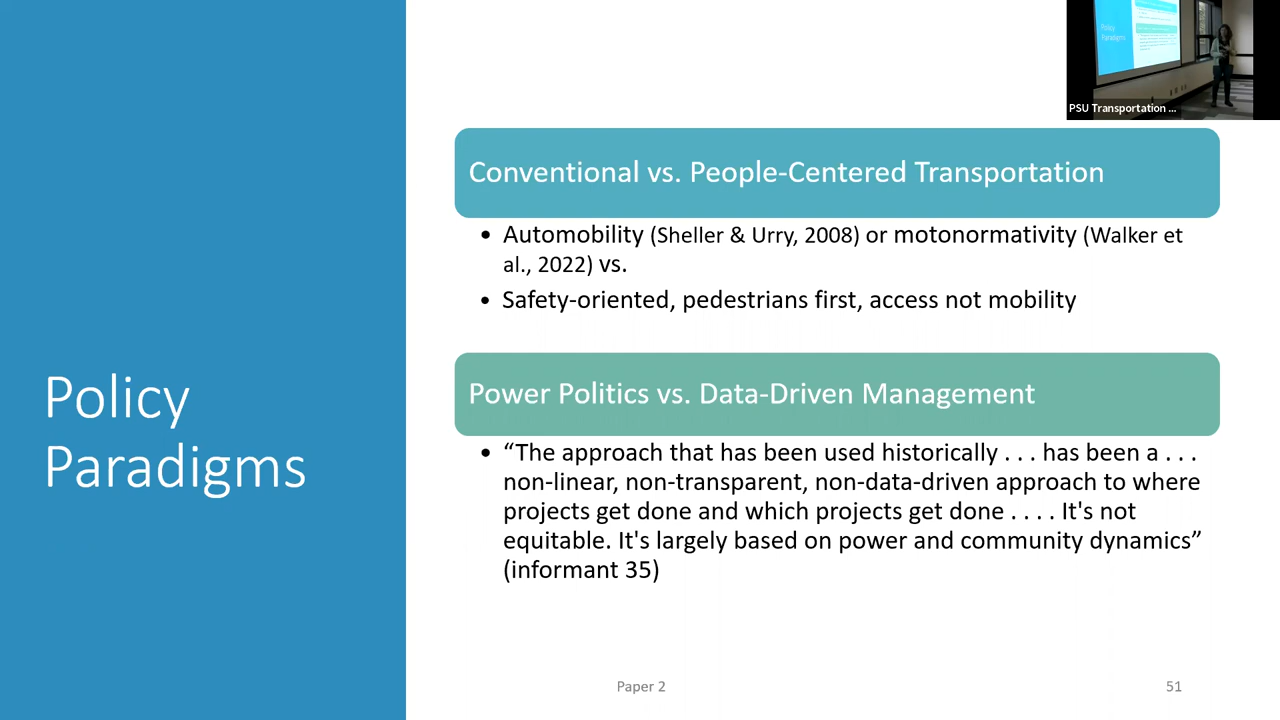 PSU Transportation ...
Conventional vs. People-Centered Transportation
• Automobility (Sheller & Urry, 2008) or motonormativity (Walker et
al., 2022) vs.
• Safety-oriented, pedestrians first, access not mobility
Policy
Paradigms
Power Politics vs. Data-Driven Management
• “The approach that has been used historically . . . has been a . . .
non-linear, non-transparent, non-data-driven approach to where
projects get done and which projects get done . . . . It's not
equitable. It's largely based on power and community dynamics”
(informant 35)
Paper 2
51